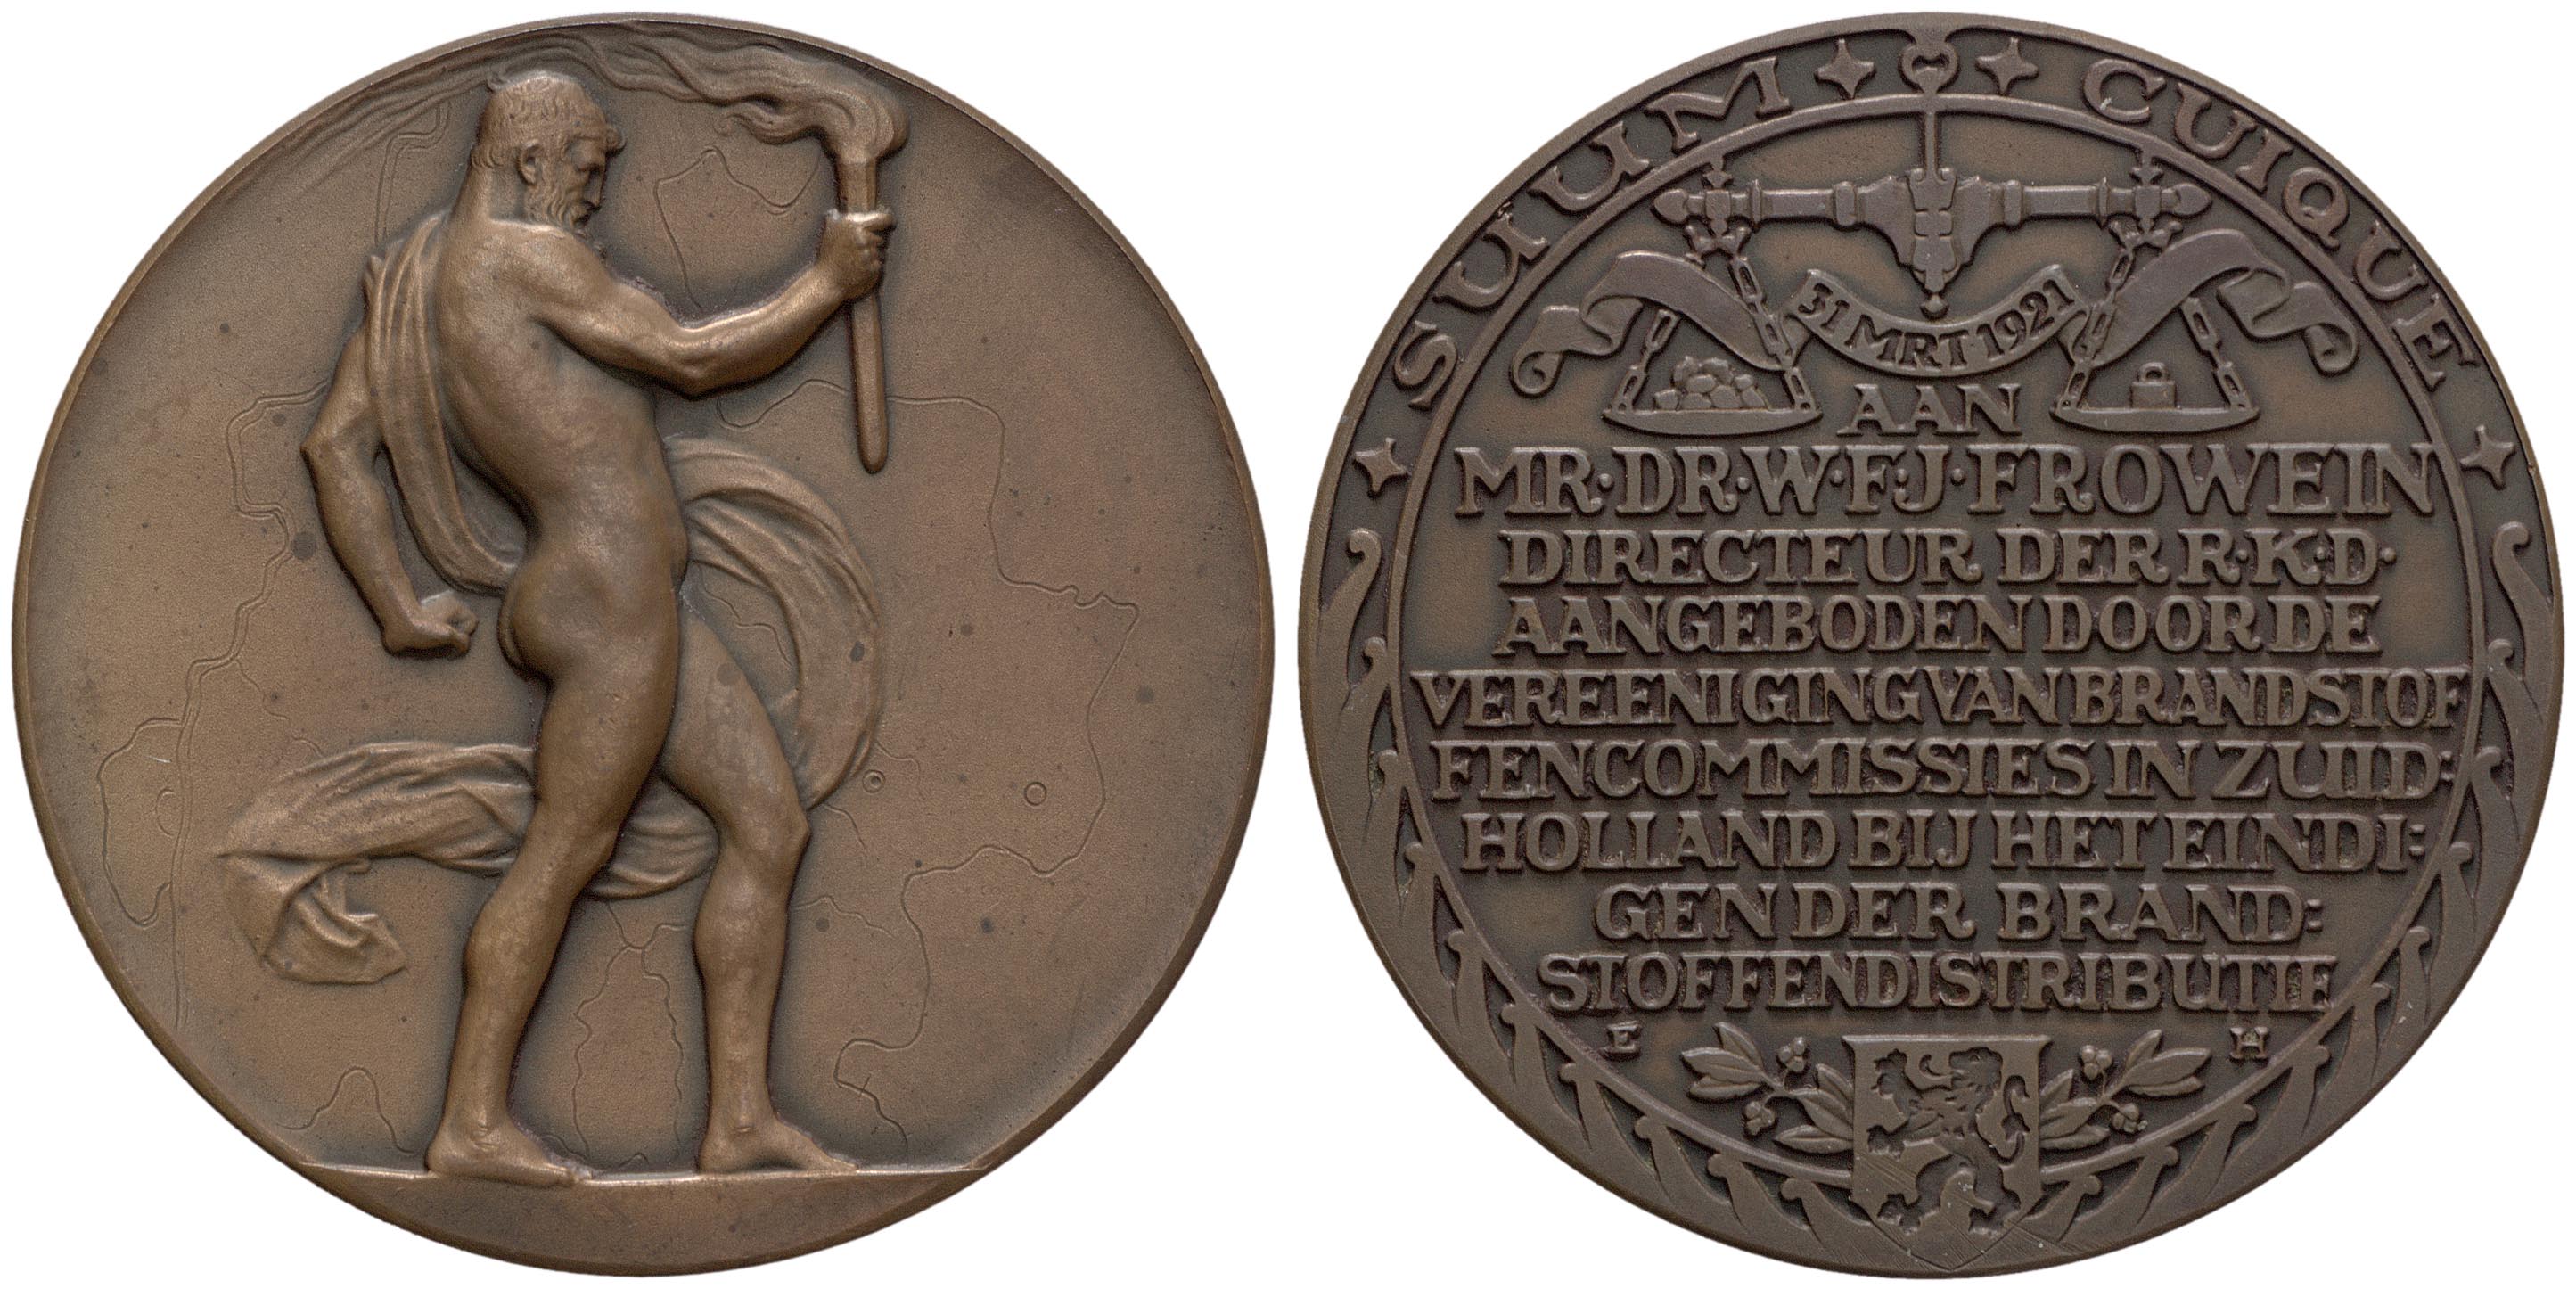 SUUM CUIQUE
31 MRT 1921
AAN
MR·DR·W·F:J·FROWEIN
DIRECTEUR DER R·K·D·
AANGEBODEN DOOR DE
VEREENIGING VAN BRANDSTOF
FENCOMMISSIES IN ZUID:
HOLLAND BIJ HET EINDI:
GEN DER BRAND:
STOFFENDISTRIBUTIE
E H